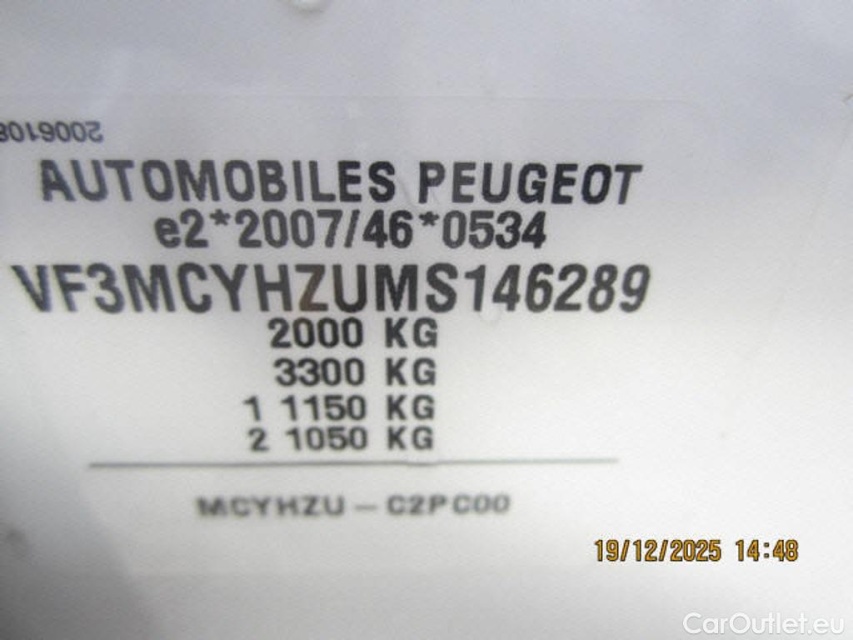 2006108
AUTOMOBILES PEUGEOT
e2*2007/46*0534
VF3MCYHZUMS146289
2000 KG
3300 KG
1 1150 KG
2 1050 KG
MCYHZU - C2PC00
19/12/2025 14:48
CarOutlet.eu